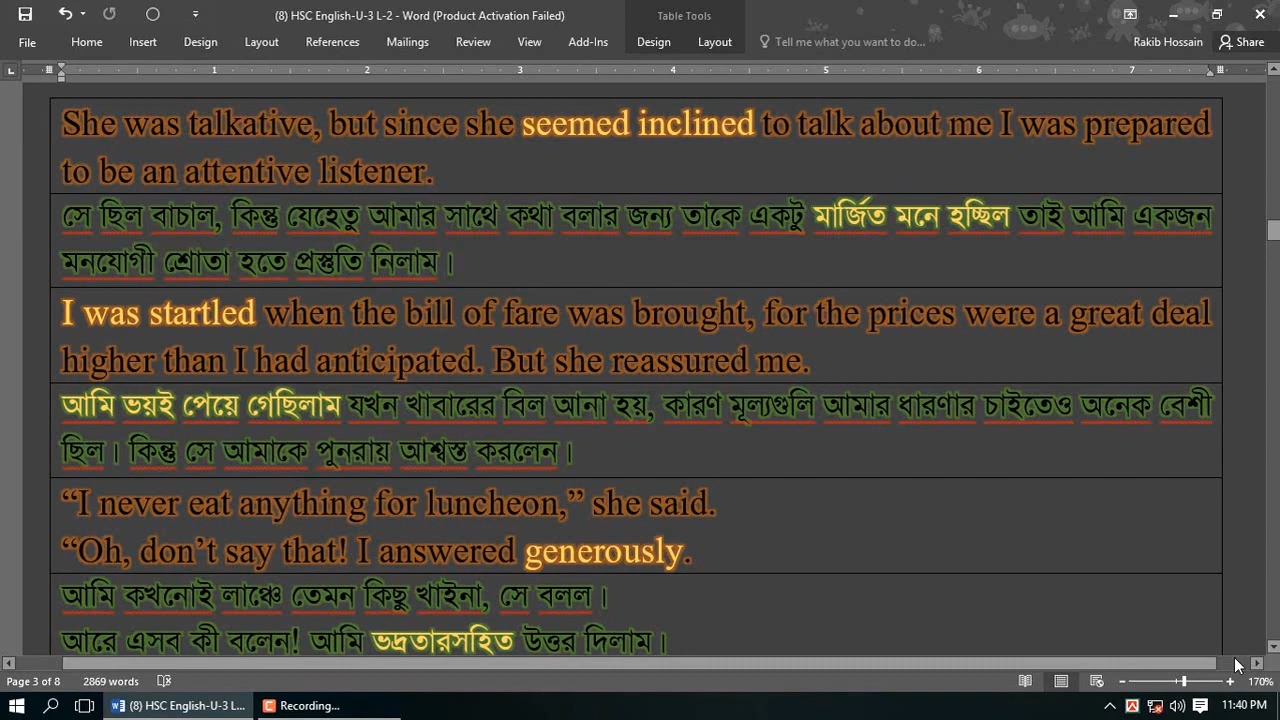 (8) HSC English-U-3 L-2 - Word (Product Activation Failed)
Table Tools
File Home Insert Design Layout References Mailings Review View Add-Ins Design Layout Tell me what you want to do... Rakib Hossain Share
1 2 3 4 5 6 7
She was talkative, but since she seemed inclined to talk about me I was prepared
to be an attentive listener.
সে ছিল বাচাল, কিন্তু যেহেতু আমার সাথে কথা বলার জন্য তাকে একটু মার্জিত মনে হচ্ছিল তাই আমি একজন
মনযোগী শ্রোতা হতে প্রস্তুতি নিলাম।
I was startled when the bill of fare was brought, for the prices were a great deal
higher than I had anticipated. But she reassured me.
আমি ভয়ই পেয়ে গেছিলাম যখন খাবারের বিল আনা হয়, কারণ মূল্যগুলি আমার ধারণার চাইতেও অনেক বেশী
ছিল। কিন্তু সে আমাকে পুনরায় আশ্বস্ত করলেন।
“I never eat anything for luncheon,” she said.
“Oh, don’t say that! I answered generously.
আমি কখনোই লাঞ্চে তেমন কিছু খাইনা, সে বলল।
আরে এসব কী বলেন! আমি ভদ্রতারসহিত উত্তর দিলাম।
Page 3 of 8 2869 words 170%
(8) HSC English-U-3 L... Recording... 11:40 PM